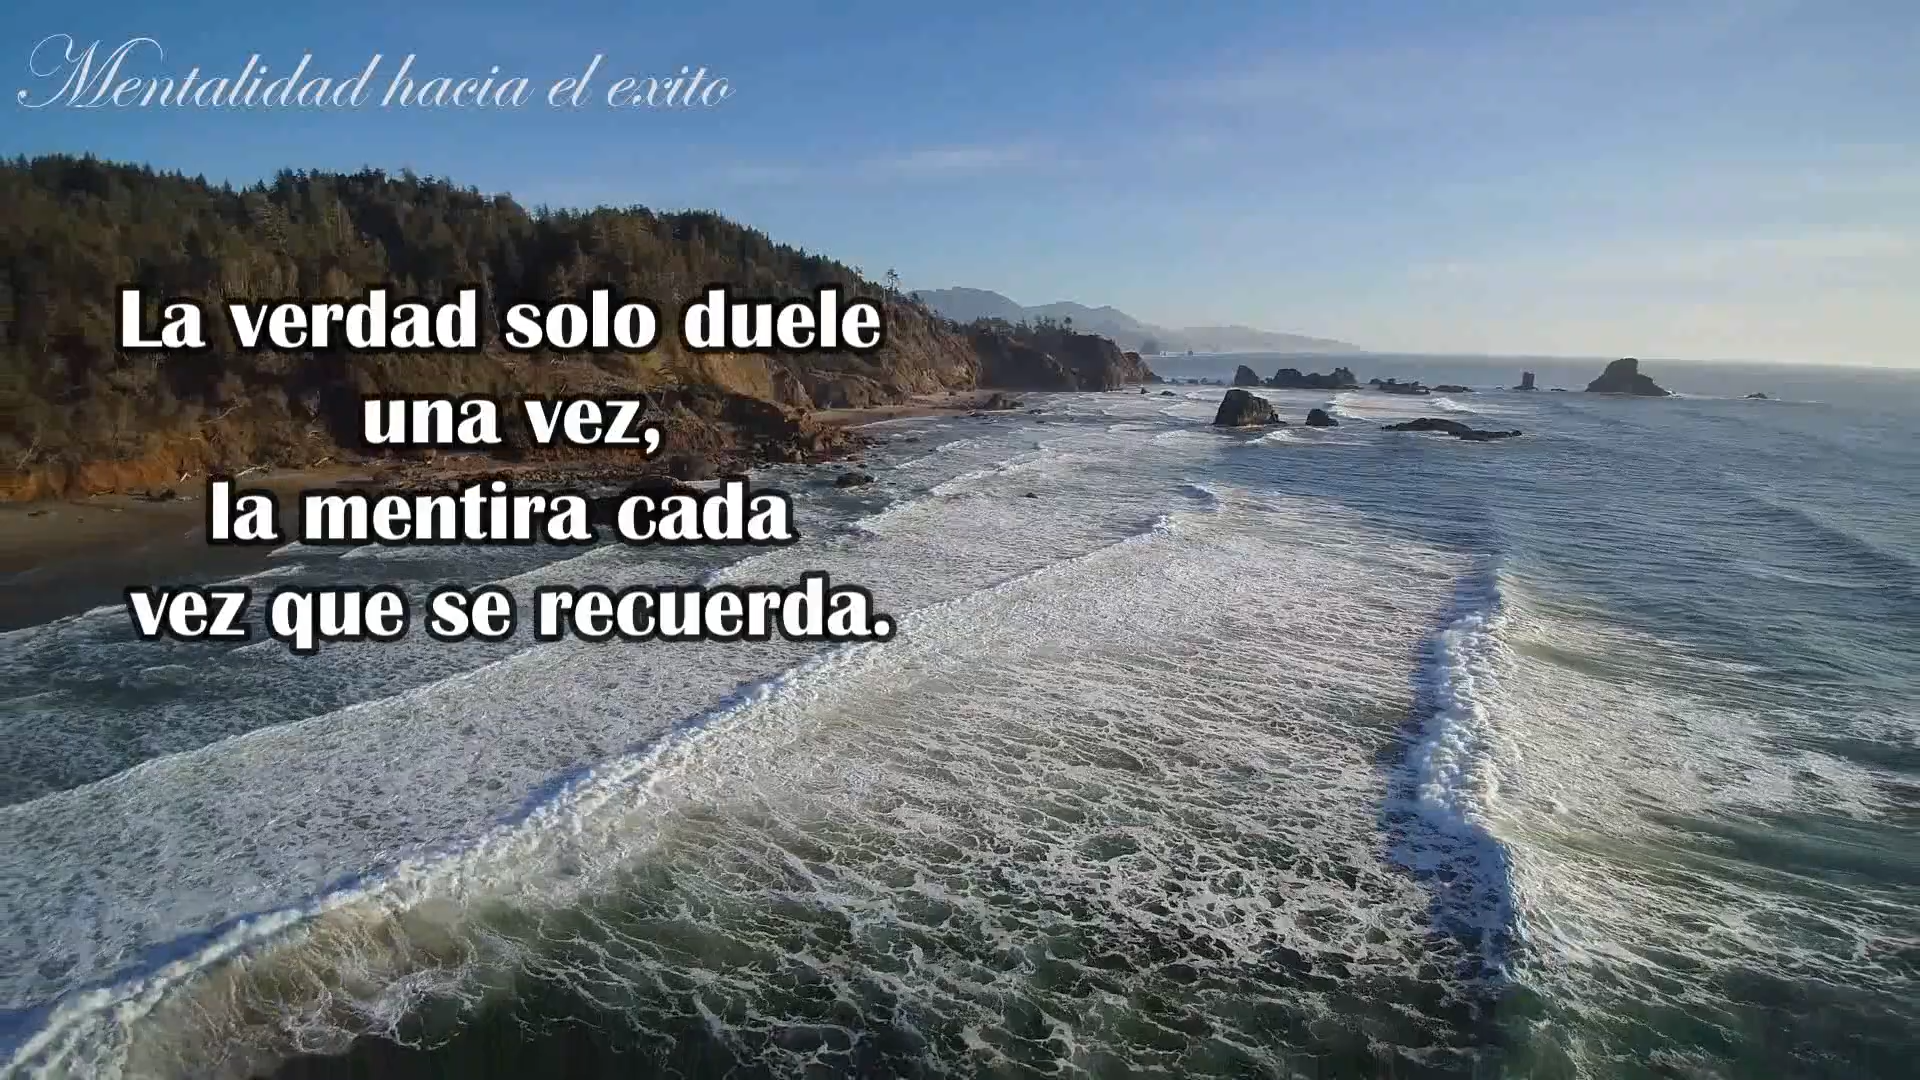 Mentalidad hacia el exito
La verdad solo duele
una vez,
la mentira cada
vez que se recuerda.